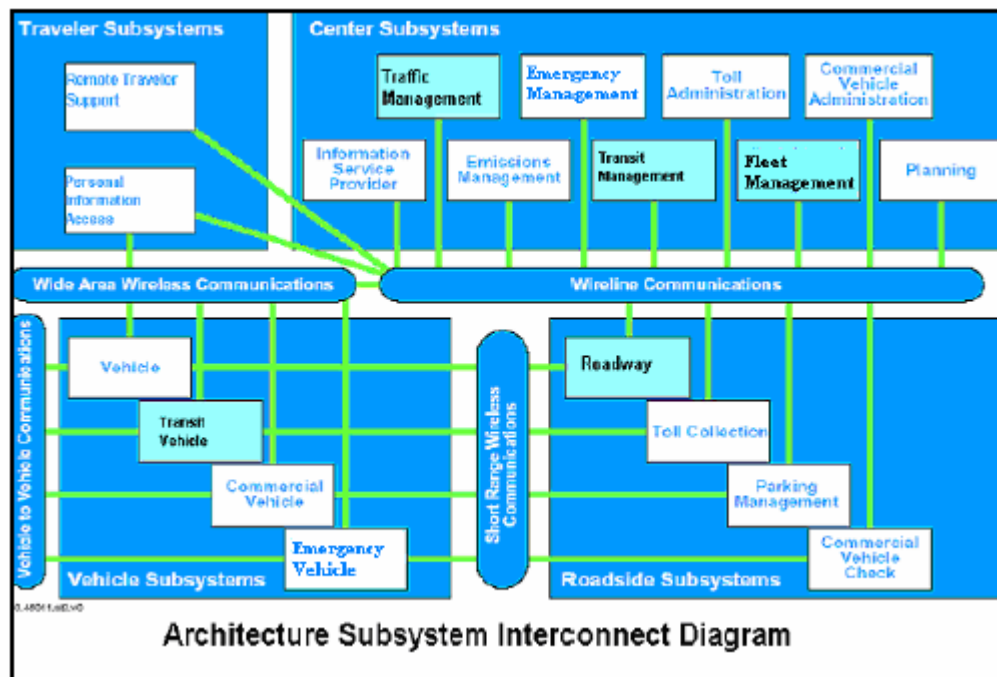 Traveler Subsystems
Remote Traveler
Support
Personal
Information
Access
Center Subsystems
Traffic
Management
Emergency
Management
Toll
Administration
Commercial
Vehicle
Administration
Information
Service
Provider
Emissions
Management
Transit
Management
Fleet
Management
Planning
Wide Area Wireless Communications
Wireline Communications
Vehicle to Vehicle Communications
Vehicle
Transit
Vehicle
Commercial
Vehicle
Emergency
Vehicle
Vehicle Subsystems
Short Range Wireless
Communications
Roadway
Toll Collection
Parking
Management
Commercial
Vehicle
Check
Roadside Subsystems
Architecture Subsystem Interconnect Diagram